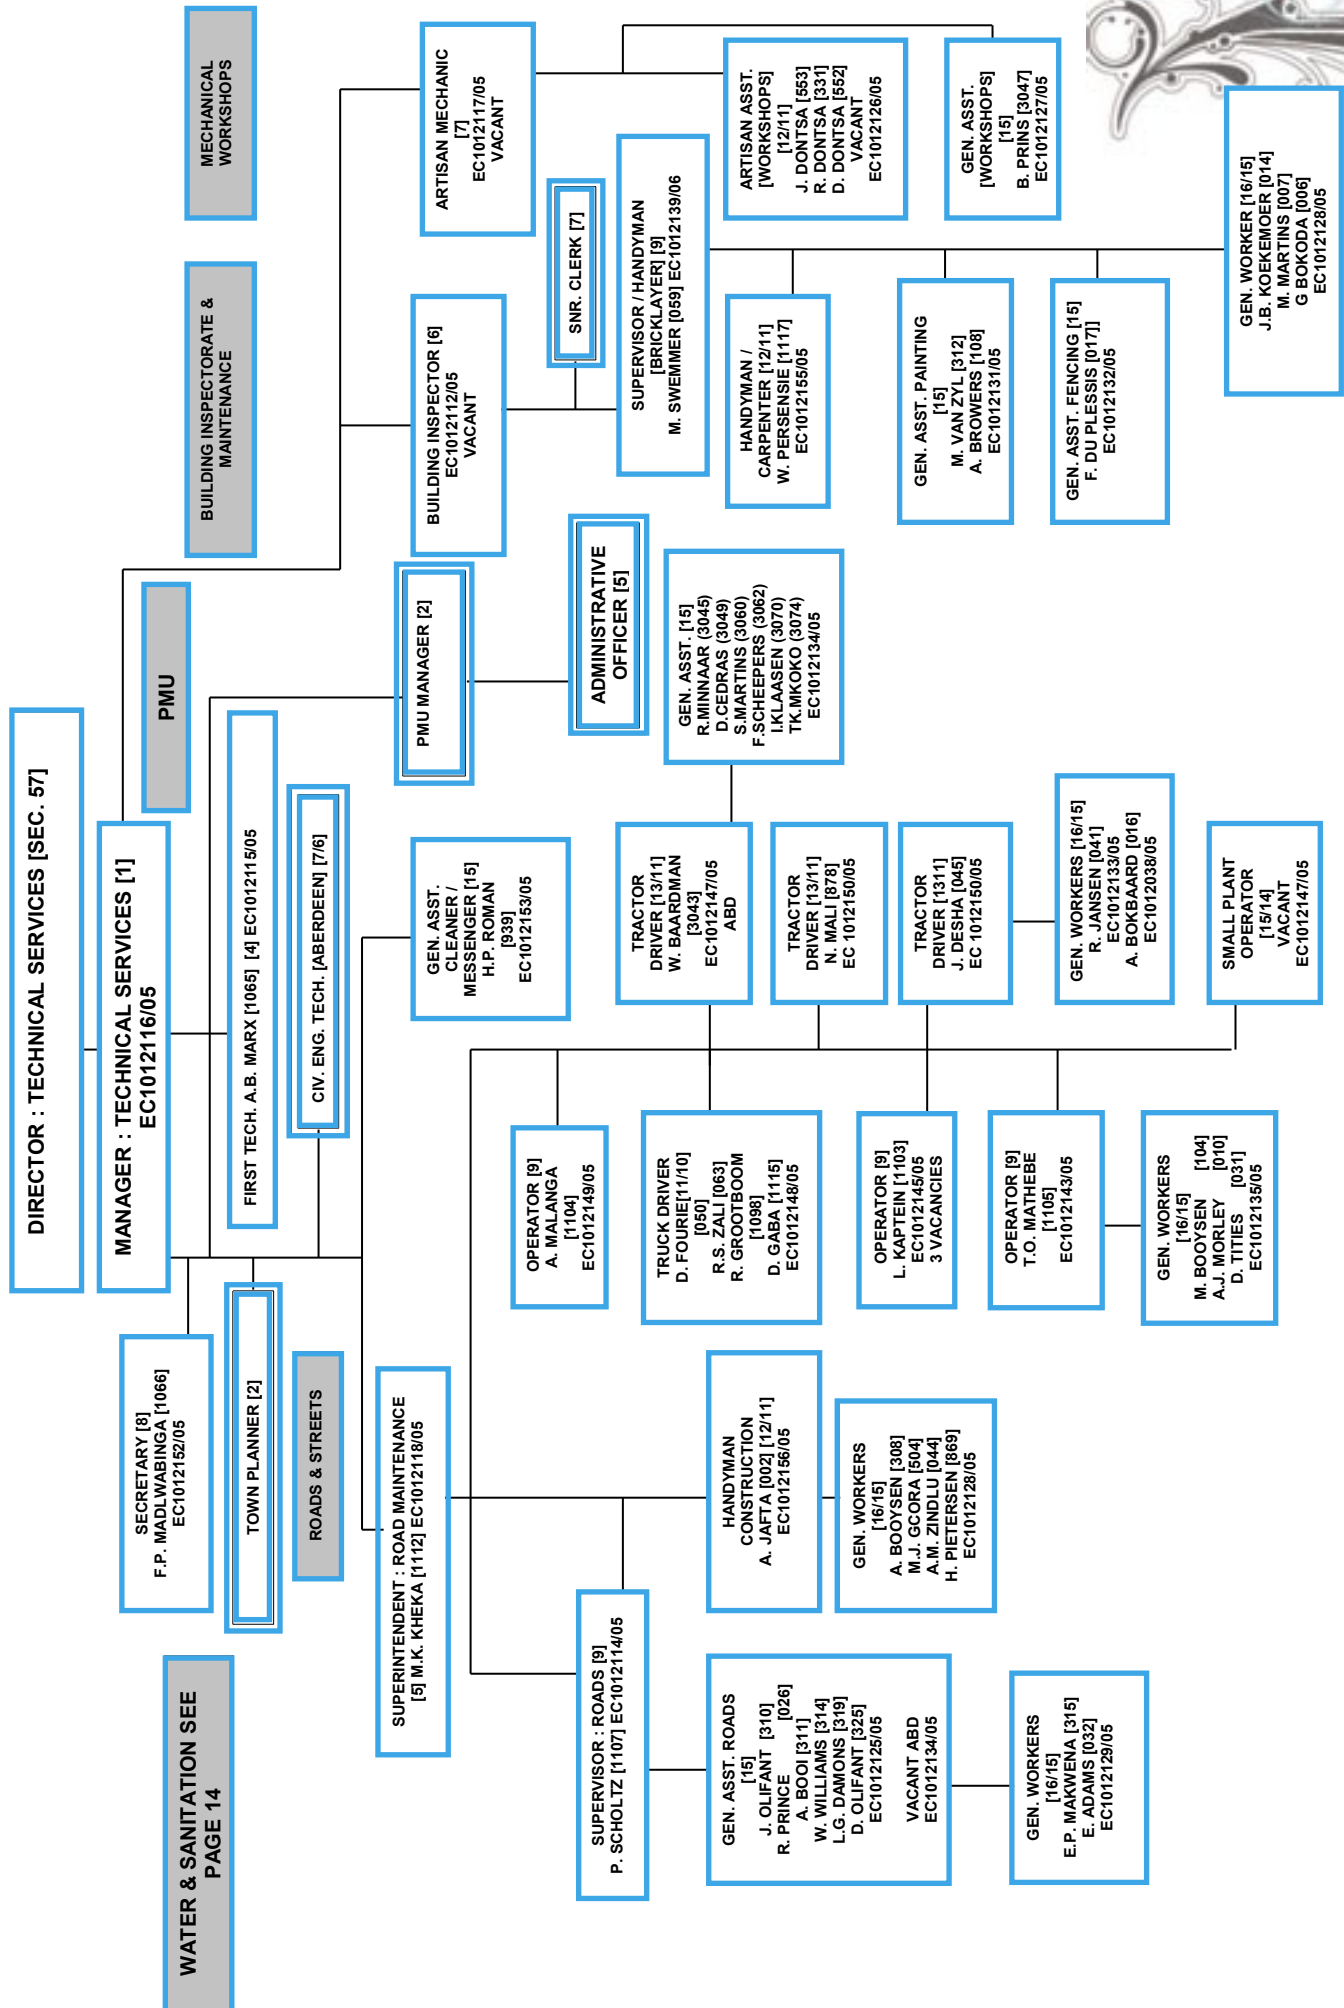 DIRECTOR : TECHNICAL SERVICES [SEC. 57]
MANAGER : TECHNICAL SERVICES [1]
EC1012116/05
WATER & SANITATION SEE
PAGE 14
SECRETARY [8]
F.P. MADLWABINGA [1066]
EC1012152/05
TOWN PLANNER [2]
ROADS & STREETS
FIRST TECH. A.B. MARX [1065] [4] EC1012115/05
CIV. ENG. TECH. [ABERDEEN] [7/6]
PMU
BUILDING INSPECTORATE &
MAINTENANCE
MECHANICAL
WORKSHOPS
SUPERINTENDENT : ROAD MAINTENANCE
[5] M.K. KHEKA [1112] EC1012118/05
GEN. ASST.
CLEANER /
MESSENGER [15]
H.P. ROMAN
[939]
EC1012153/05
PMU MANAGER [2]
ADMINISTRATIVE
OFFICER [5]
BUILDING INSPECTOR [6]
EC1012112/05
VACANT
SNR. CLERK [7]
ARTISAN MECHANIC
[7]
EC1012117/05
VACANT
SUPERVISOR : ROADS [9]
P. SCHOLTZ [1107] EC1012114/05
GEN. ASST. ROADS
[15]
J. OLIFANT [310]
R. PRINCE [026]
A. BOOI [311]
W. WILLIAMS [314]
L.G. DAMONS [319]
D. OLIFANT [325]
EC1012125/05
VACANT ABD
EC1012134/05
GEN. WORKERS
[16/15]
E.P. MAKWENA [315]
E. ADAMS [032]
EC1012129/05
HANDYMAN
CONSTRUCTION
A. JAFTA [002] [12/11]
EC1012156/05
GEN. WORKERS
[16/15]
A. BOOYSEN [308]
M.J. GCORA [504]
A.M. ZINDLU [044]
H. PIETERSEN [869]
EC1012128/05
OPERATOR [9]
A. MALANGA
[1104]
EC1012149/05
TRUCK DRIVER
D. FOURIE[11/10]
[050]
R.S. ZALI [063]
R. GROOTBOOM
[1098]
D. GABA [1115]
EC1012148/05
OPERATOR [9]
L. KAPTEIN [1103]
EC1012145/05
3 VACANCIES
OPERATOR [9]
T.O. MATHEBE
[1105]
EC1012143/05
GEN. WORKERS
[16/15]
M. BOOYSEN [104]
A.J. MORLEY [010]
D. TITIES [031]
EC1012135/05
TRACTOR
DRIVER [13/11]
W. BAARDMAN
[3043]
EC1012147/05
ABD
TRACTOR
DRIVER [13/11]
N. MALI [878]
EC 1012150/05
TRACTOR
DRIVER [1311]
J. DESHA [045]
EC 1012150/05
GEN. WORKERS [16/15]
R. JANSEN [041]
EC1012133/05
A. BOKBAARD [016]
EC1012038/05
SMALL PLANT
OPERATOR
[15/14]
VACANT
EC1012147/05
GEN. ASST. [15]
R.MINNAAR (3045)
D.CEDRAS (3049)
S.MARTINS (3060)
F.SCHEEPERS (3062)
I.KLAASEN (3070)
TK.MKOKO (3074)
EC1012134/05
SUPERVISOR / HANDYMAN
[BRICKLAYER] [9]
M. SWEMMER [059] EC1012139/06
HANDYMAN /
CARPENTER [12/11]
W. PERSENSIE [1117]
EC1012155/05
GEN. ASST. PAINTING
[15]
M. VAN ZYL [312]
A. BROWERS [108]
EC1012131/05
GEN. ASST. FENCING [15]
F. DU PLESSIS [017]]
EC1012132/05
GEN. WORKER [16/15]
J.B. KOEKEMOER [014]
M. MARTINS [007]
G BOKODA [006]
EC1012128/05
ARTISAN ASST.
[WORKSHOPS]
[12/11]
J. DONTSA [553]
R. DONTSA [331]
D. DONTSA [552]
VACANT
EC1012126/05
GEN. ASST.
[WORKSHOPS]
[15]
B. PRINS [3047]
EC1012127/05